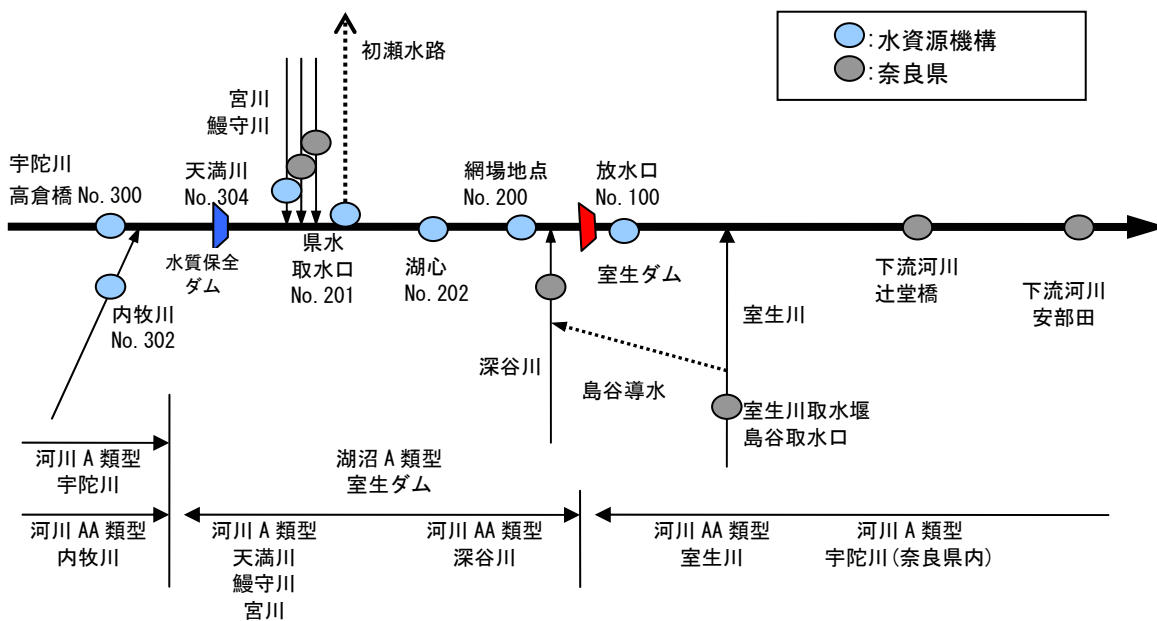 :水資源機構
:奈良県
初瀬水路
宮川
鰻守川
宇陀川
高倉橋 No.300
天満川
No.304
網場地点
No.200
放水口
No.100
水質保全
ダム
県水
取水口
No.201
湖心
No.202
室生ダム
下流河川
辻堂橋
下流河川
安部田
内牧川
No.302
深谷川
島谷導水
室生川
室生川取水堰
島谷取水口
河川 A 類型
宇陀川
湖沼 A 類型
室生ダム
河川 AA 類型
内牧川
河川 A 類型
天満川
鰻守川
宮川
河川 AA 類型
深谷川
河川 AA 類型
室生川
河川 A 類型
宇陀川(奈良県内)